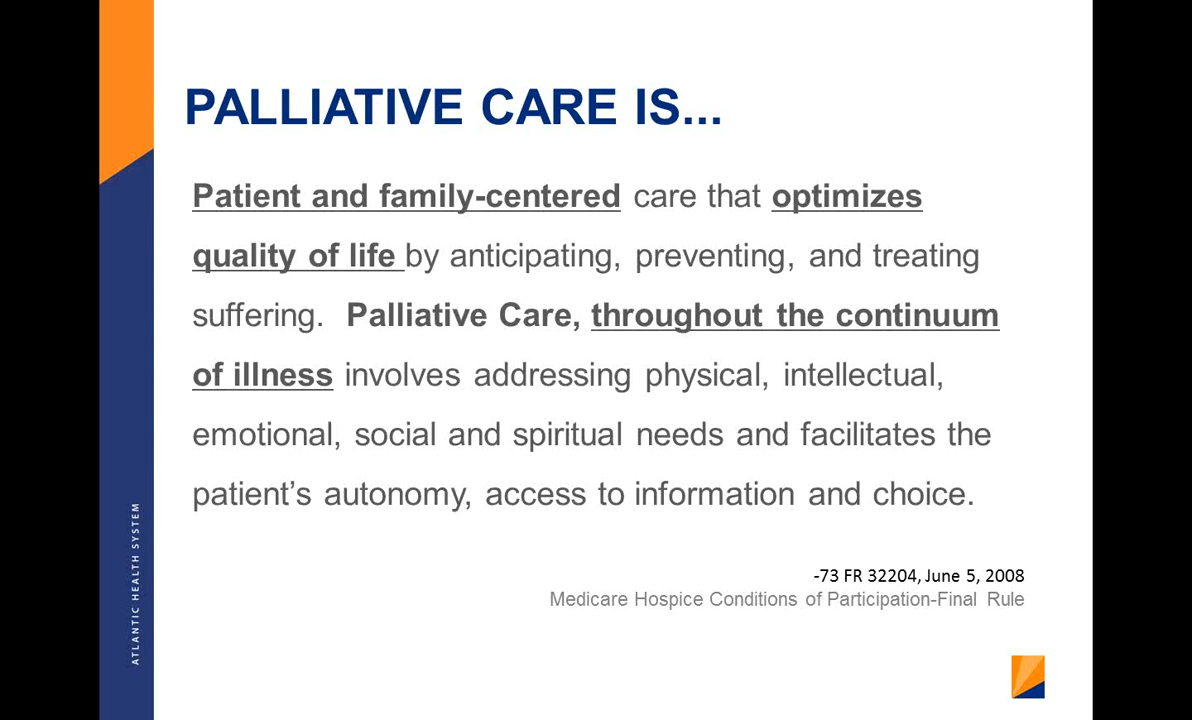 PALLIATIVE CARE IS...
Patient and family-centered care that optimizes
quality of life by anticipating, preventing, and treating
suffering. Palliative Care, throughout the continuum
of illness involves addressing physical, intellectual,
emotional, social and spiritual needs and facilitates the
patient’s autonomy, access to information and choice.
-73 FR 32204, June 5, 2008
Medicare Hospice Conditions of Participation-Final Rule
ATLANTIC HEALTH SYSTEM